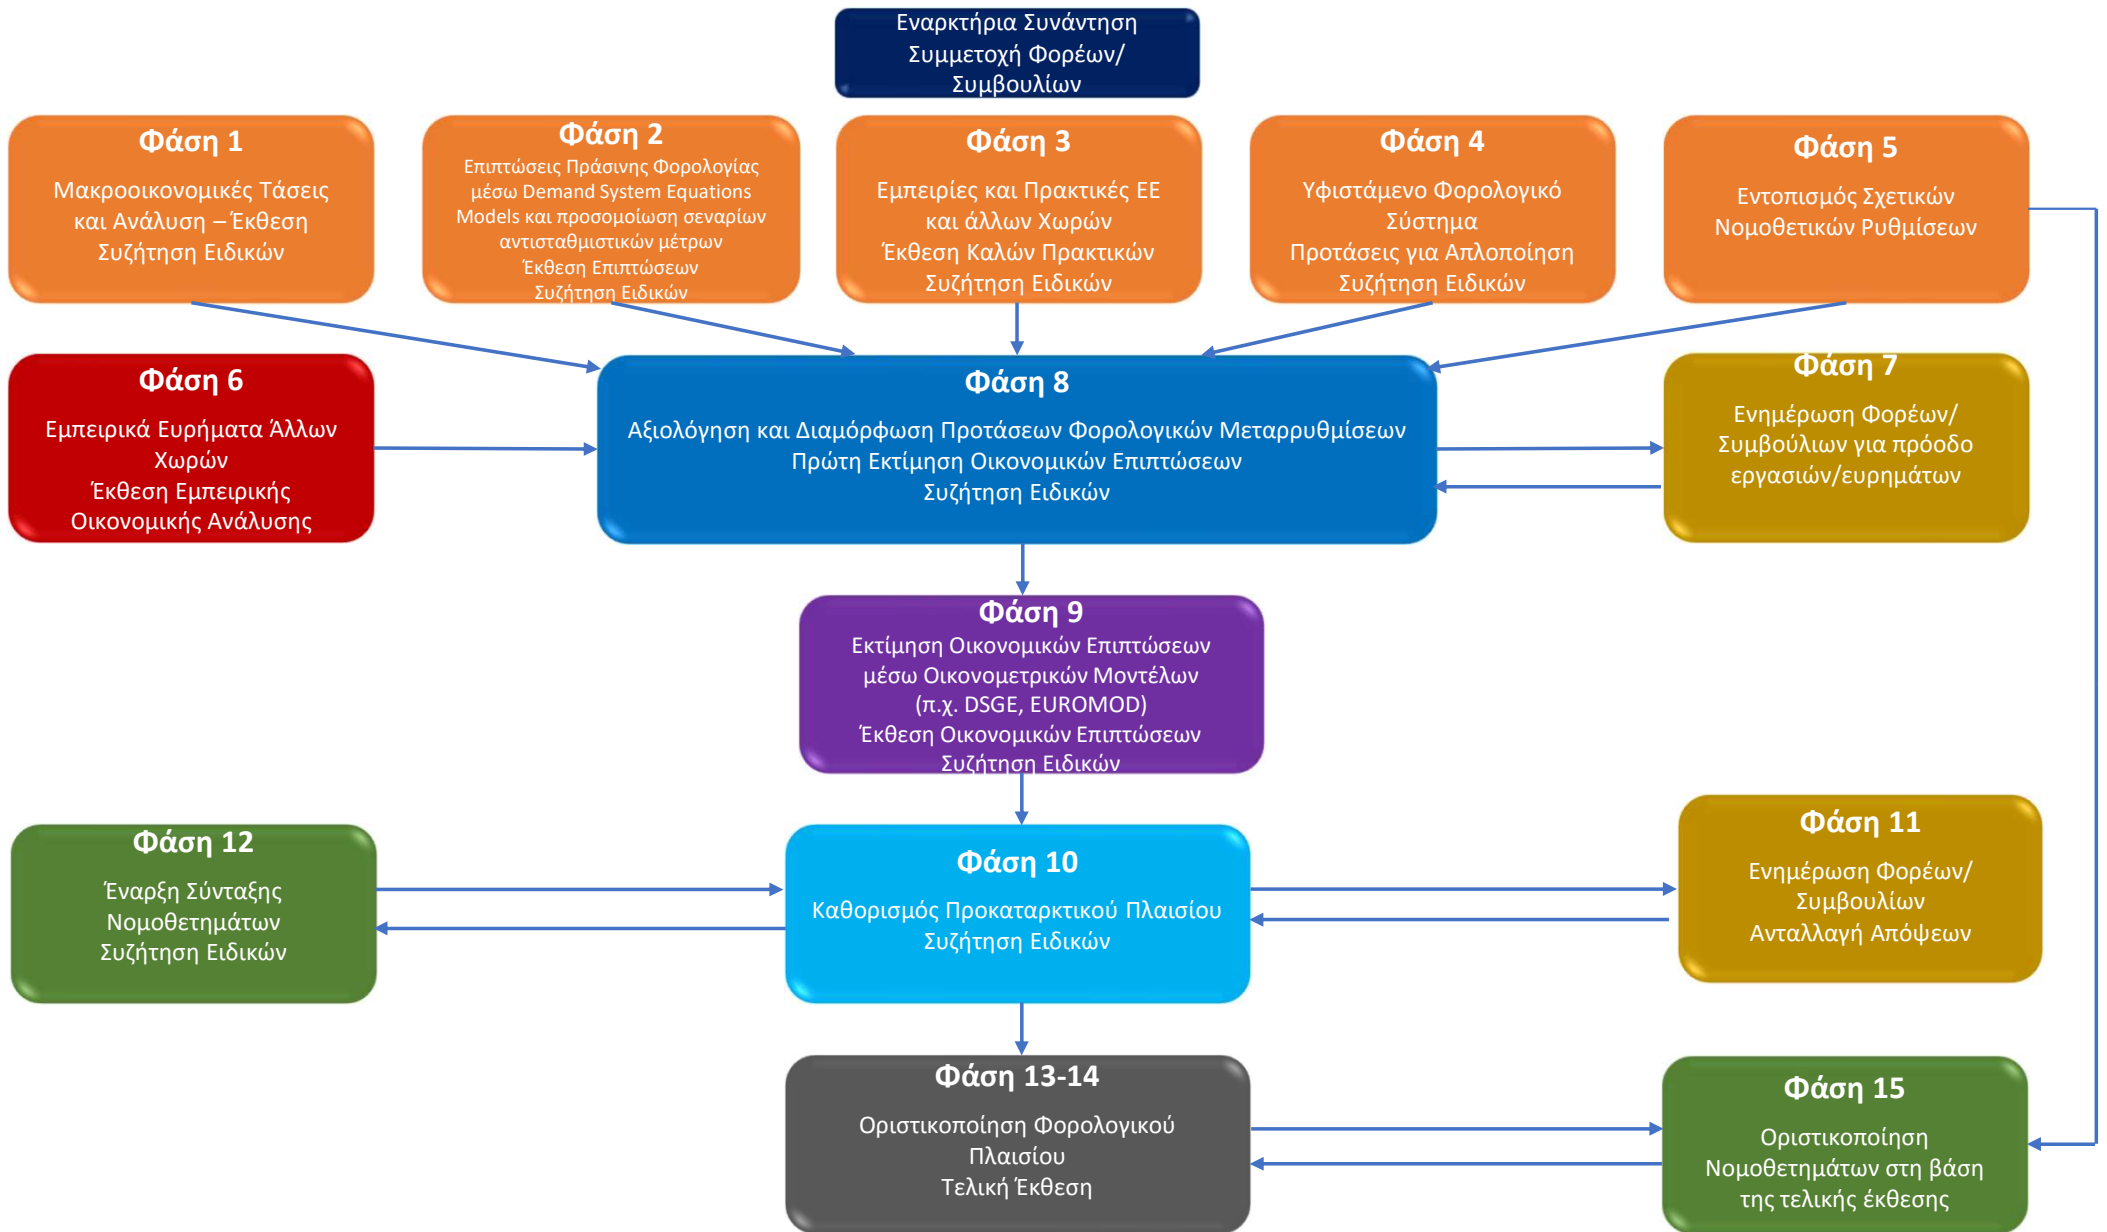 Εναρκτήρια Συνάντηση
Συμμετοχή Φορέων/
Συμβουλίων
Φάση 1
Μακροοικονομικές Τάσεις
και Ανάλυση – Έκθεση
Συζήτηση Ειδικών
Φάση 2
Επιπτώσεις Πράσινης Φορολογίας
μέσω Demand System Equations
Models και προσομοίωση σεναρίων
αντισταθμιστικών μέτρων
Έκθεση Επιπτώσεων
Συζήτηση Ειδικών
Φάση 3
Εμπειρίες και Πρακτικές ΕΕ
και άλλων Χωρών
Έκθεση Καλών Πρακτικών
Συζήτηση Ειδικών
Φάση 4
Υφιστάμενο Φορολογικό
Σύστημα
Προτάσεις για Απλοποίηση
Συζήτηση Ειδικών
Φάση 5
Εντοπισμός Σχετικών
Νομοθετικών Ρυθμίσεων
Φάση 6
Εμπειρικά Ευρήματα Άλλων
Χωρών
Έκθεση Εμπειρικής
Οικονομικής Ανάλυσης
Φάση 8
Αξιολόγηση και Διαμόρφωση Προτάσεων Φορολογικών Μεταρρυθμίσεων
Πρώτη Εκτίμηση Οικονομικών Επιπτώσεων
Συζήτηση Ειδικών
Φάση 7
Ενημέρωση Φορέων/
Συμβούλιων για πρόοδο
εργασιών/ευρημάτων
Φάση 9
Εκτίμηση Οικονομικών Επιπτώσεων
μέσω Οικονομετρικών Μοντέλων
(π.χ. DSGE, EUROMOD)
Έκθεση Οικονομικών Επιπτώσεων
Συζήτηση Ειδικών
Φάση 12
Έναρξη Σύνταξης
Νομοθετημάτων
Συζήτηση Ειδικών
Φάση 10
Καθορισμός Προκαταρκτικού Πλαισίου
Συζήτηση Ειδικών
Φάση 11
Ενημέρωση Φορέων/
Συμβουλίων
Ανταλλαγή Απόψεων
Φάση 13-14
Οριστικοποίηση Φορολογικού
Πλαισίου
Τελική Έκθεση
Φάση 15
Οριστικοποίηση
Νομοθετημάτων στη βάση
της τελικής έκθεσης